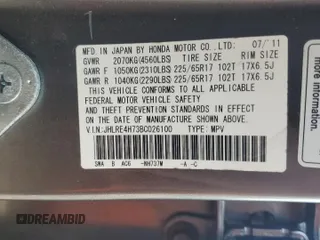 MFD. IN JAPAN BY HONDA MOTOR CO., LTD. 07/11
GVWR 2070KG(4560LBS) TIRE SIZE RIM SIZE
GAWR F 1050KG(2310LBS) 225/65R17 102T 17X6.5J
GAWR R 1040KG(2290LBS) 225/65R17 102T 17X6.5J
THIS VEHICLE CONFORMS TO ALL APPLICABLE
FEDERAL MOTOR VEHICLE SAFETY
AND THEFT PREVENTION STANDARDS IN EFFECT
ON THE DATE OF MANUFACTURE SHOWN ABOVE.
V.I.N: JHLRE4H73BC026100 TYPE: MPV
SWA B AC6 -NH737M -A -C
DREAMBID